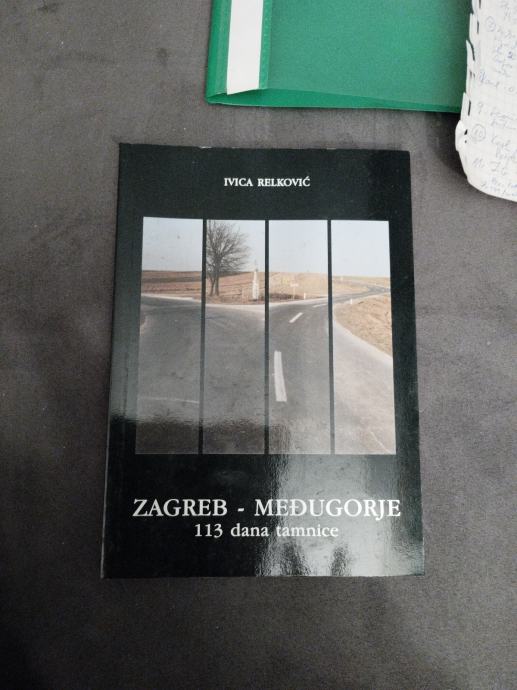 IVICA RELKOVIĆ
ZAGREB - MEĐUGORJE
113 dana tamnice